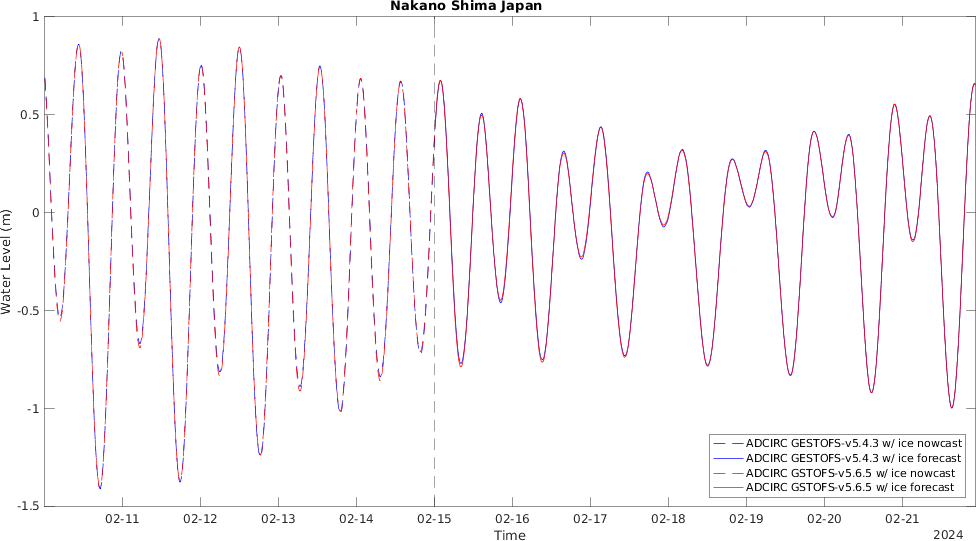 Nakano Shima Japan
1
0.5
0
-0.5
-1
-1.5
Water Level (m)
02-11 02-12 02-13 02-14 02-15 02-16 02-17 02-18 02-19 02-20 02-21
Time
2024
ADCIRC GESTOFS-v5.4.3 w/ ice nowcast
ADCIRC GESTOFS-v5.4.3 w/ ice forecast
ADCIRC GSTOFS-v5.6.5 w/ ice nowcast
ADCIRC GSTOFS-v5.6.5 w/ ice forecast